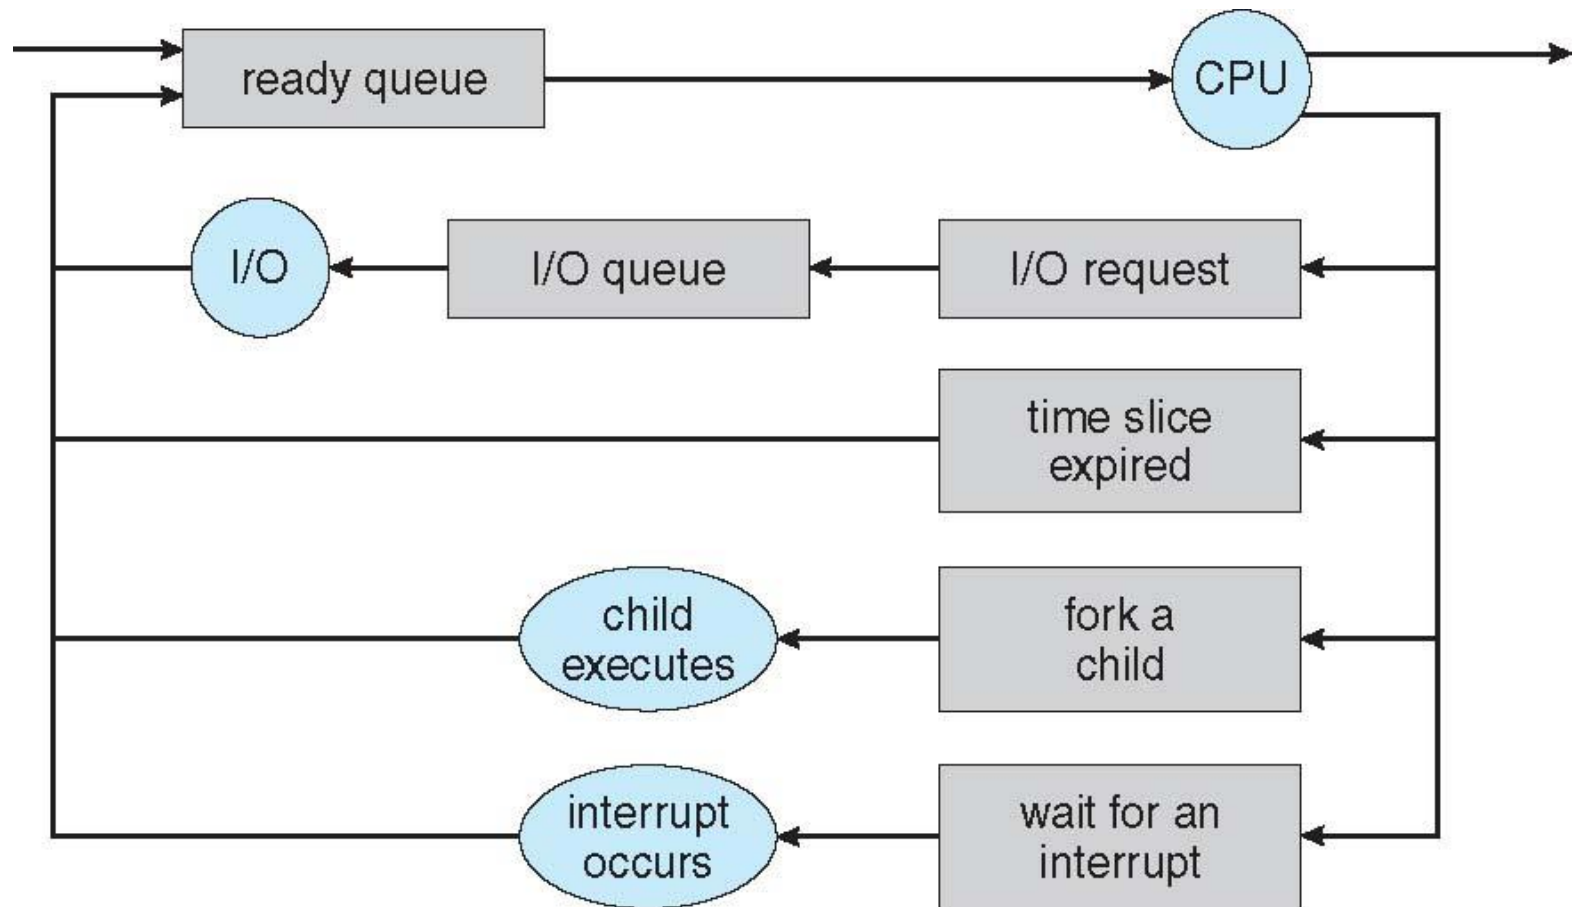 ready queue
CPU
I/O
I/O queue
I/O request
time slice
expired
child
executes
fork a
child
interrupt
occurs
wait for an
interrupt